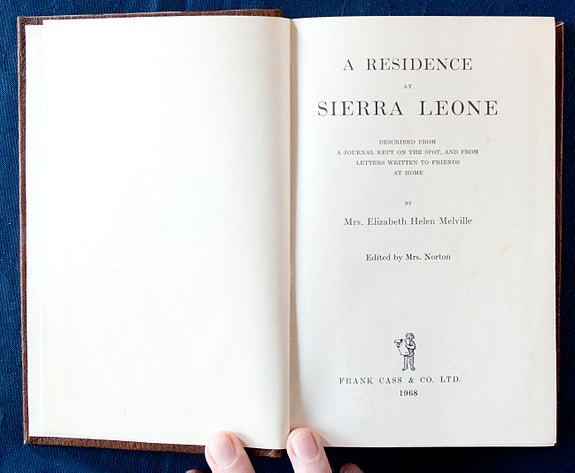 A RESIDENCE
AT
SIERRA LEONE
DESCRIBED FROM
A JOURNAL KEPT ON THE SPOT, AND FROM
LETTERS WRITTEN TO FRIENDS
AT HOME
BY
Mrs. Elizabeth Helen Melville
Edited by Mrs. Norton
FRANK CASS & CO. LTD.
1968